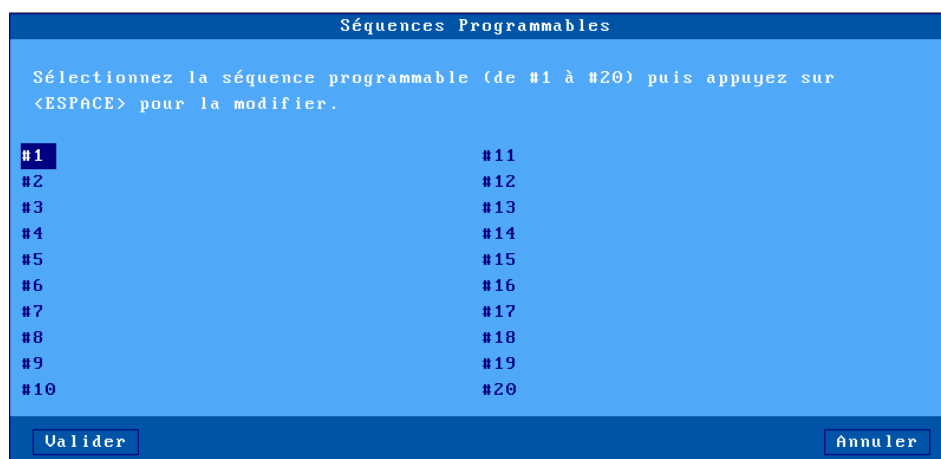 Séquences Programmables
Sélectionnez la séquence programmable (de #1 à #20) puis appuyez sur
<ESPACE> pour la modifier.
#1 #11
#2 #12
#3 #13
#4 #14
#5 #15
#6 #16
#7 #17
#8 #18
#9 #19
#10 #20
Valider Annuler